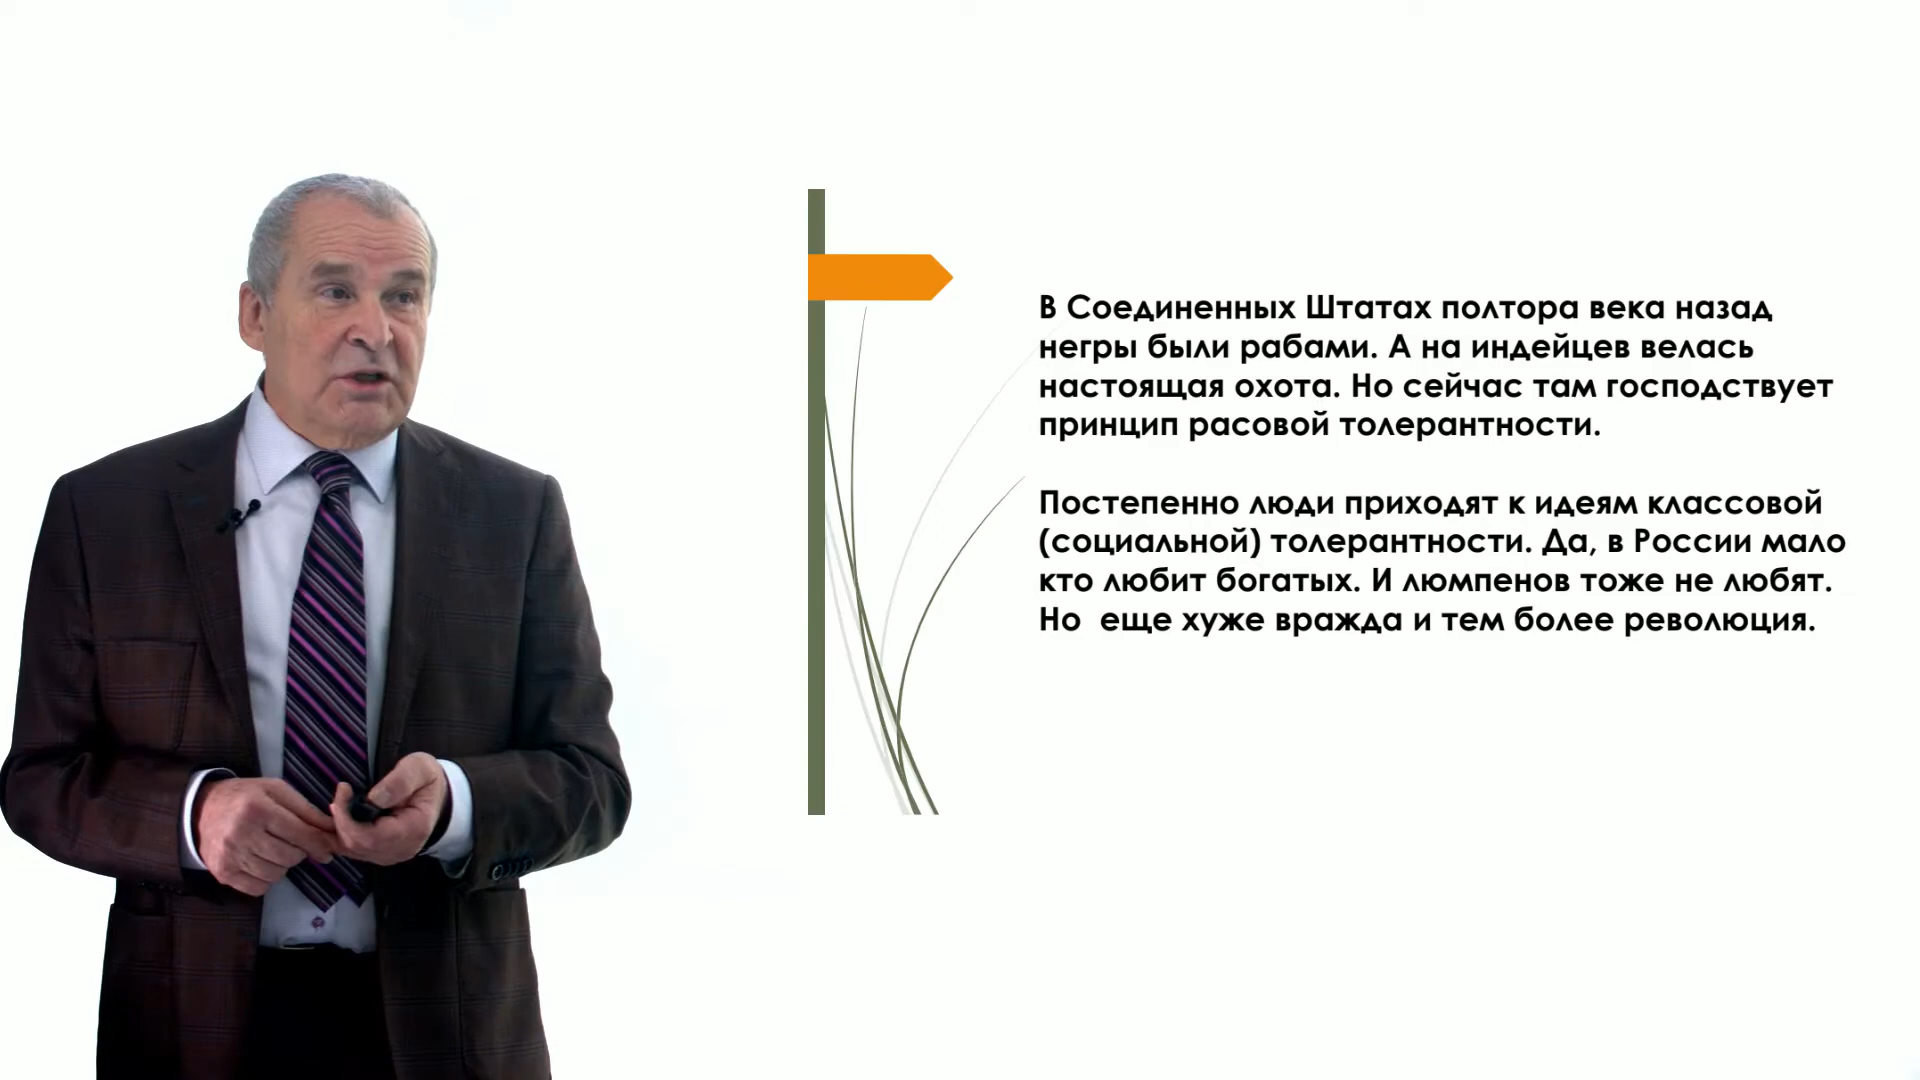 В Соединенных Штатах полтора века назад
негры были рабами. А на индейцев велась
настоящая охота. Но сейчас там господствует
принцип расовой толерантности.
Постепенно люди приходят к идеям классовой
(социальной) толерантности. Да, в России мало
кто любит богатых. И люмпенов тоже не любят.
Но  еще хуже вражда и тем более революция.